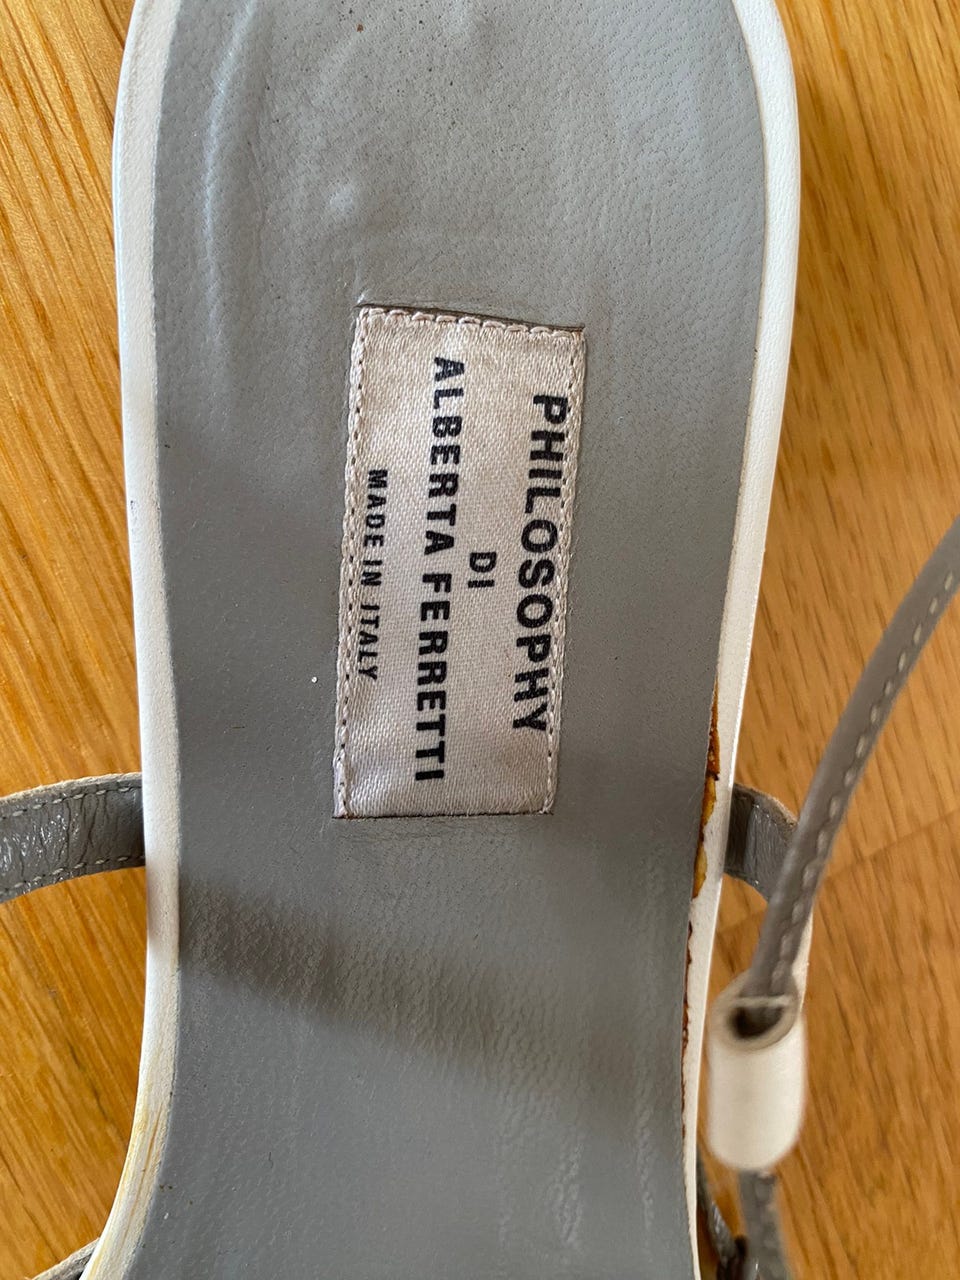 PHILOSOPHY
DI
ALBERTA FERRETTI
MADE IN ITALY